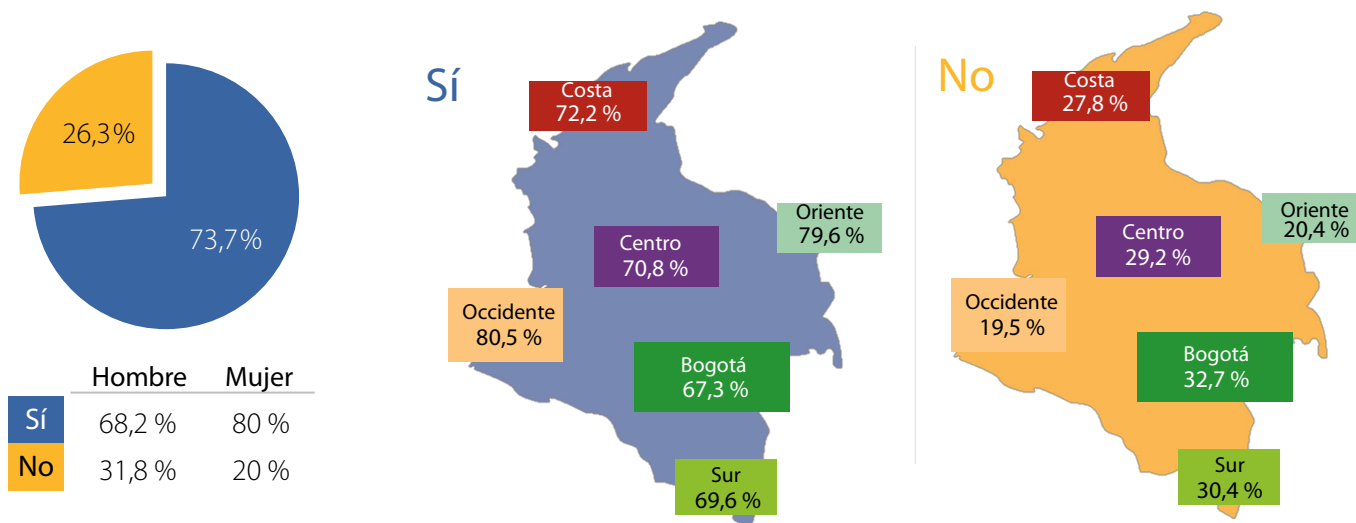 26,3%
73,7%
Hombre Mujer
Sí 68,2 % 80 %
No 31,8 % 20 %
Sí
Costa
72,2 %
Oriente
79,6 %
Centro
70,8 %
Occidente
80,5 %
Bogotá
67,3 %
Sur
69,6 %
No
Costa
27,8 %
Oriente
20,4 %
Centro
29,2 %
Occidente
19,5 %
Bogotá
32,7 %
Sur
30,4 %